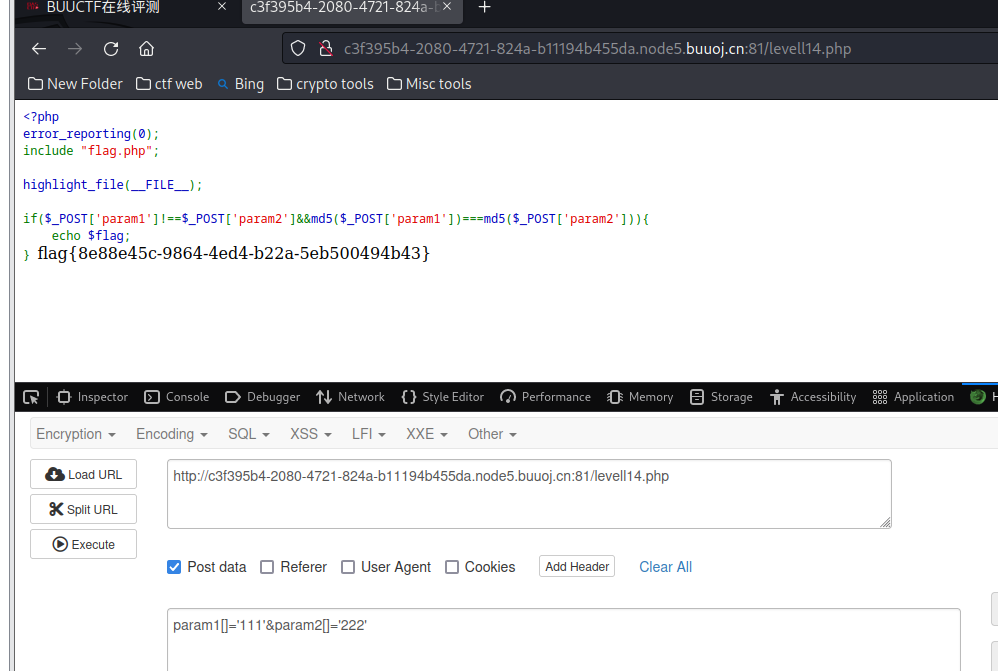 BUUCTF在线评测
c3f395b4-2080-4721-824a-b
c3f395b4-2080-4721-824a-b11194b455da.node5.buuoj.cn:81/levell14.php
New Folder ctf web Bing crypto tools Misc tools
<?php
error_reporting(0);
include "flag.php";
highlight_file(__FILE__);
if($_POST['param1']!==$_POST['param2']&&md5($_POST['param1'])===md5($_POST['param2'])){
echo $flag;
} flag{8e88e45c-9864-4ed4-b22a-5eb500494b43}
Inspector Console Debugger Network Style Editor Performance Memory Storage Accessibility Application H
Encryption Encoding SQL XSS LFI XXE Other
Load URL
http://c3f395b4-2080-4721-824a-b11194b455da.node5.buuoj.cn:81/levell14.php
Split URL
Execute
Post data Referer User Agent Cookies Add Header Clear All
param1[]='111'&param2[]='222'